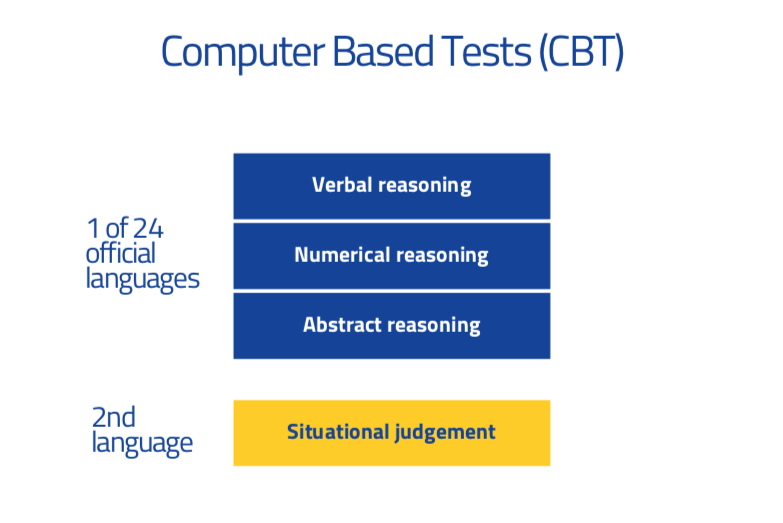 Computer Based Tests (CBT)
1 of 24
official
languages
Verbal reasoning
Numerical reasoning
Abstract reasoning
2nd
language
Situational judgement